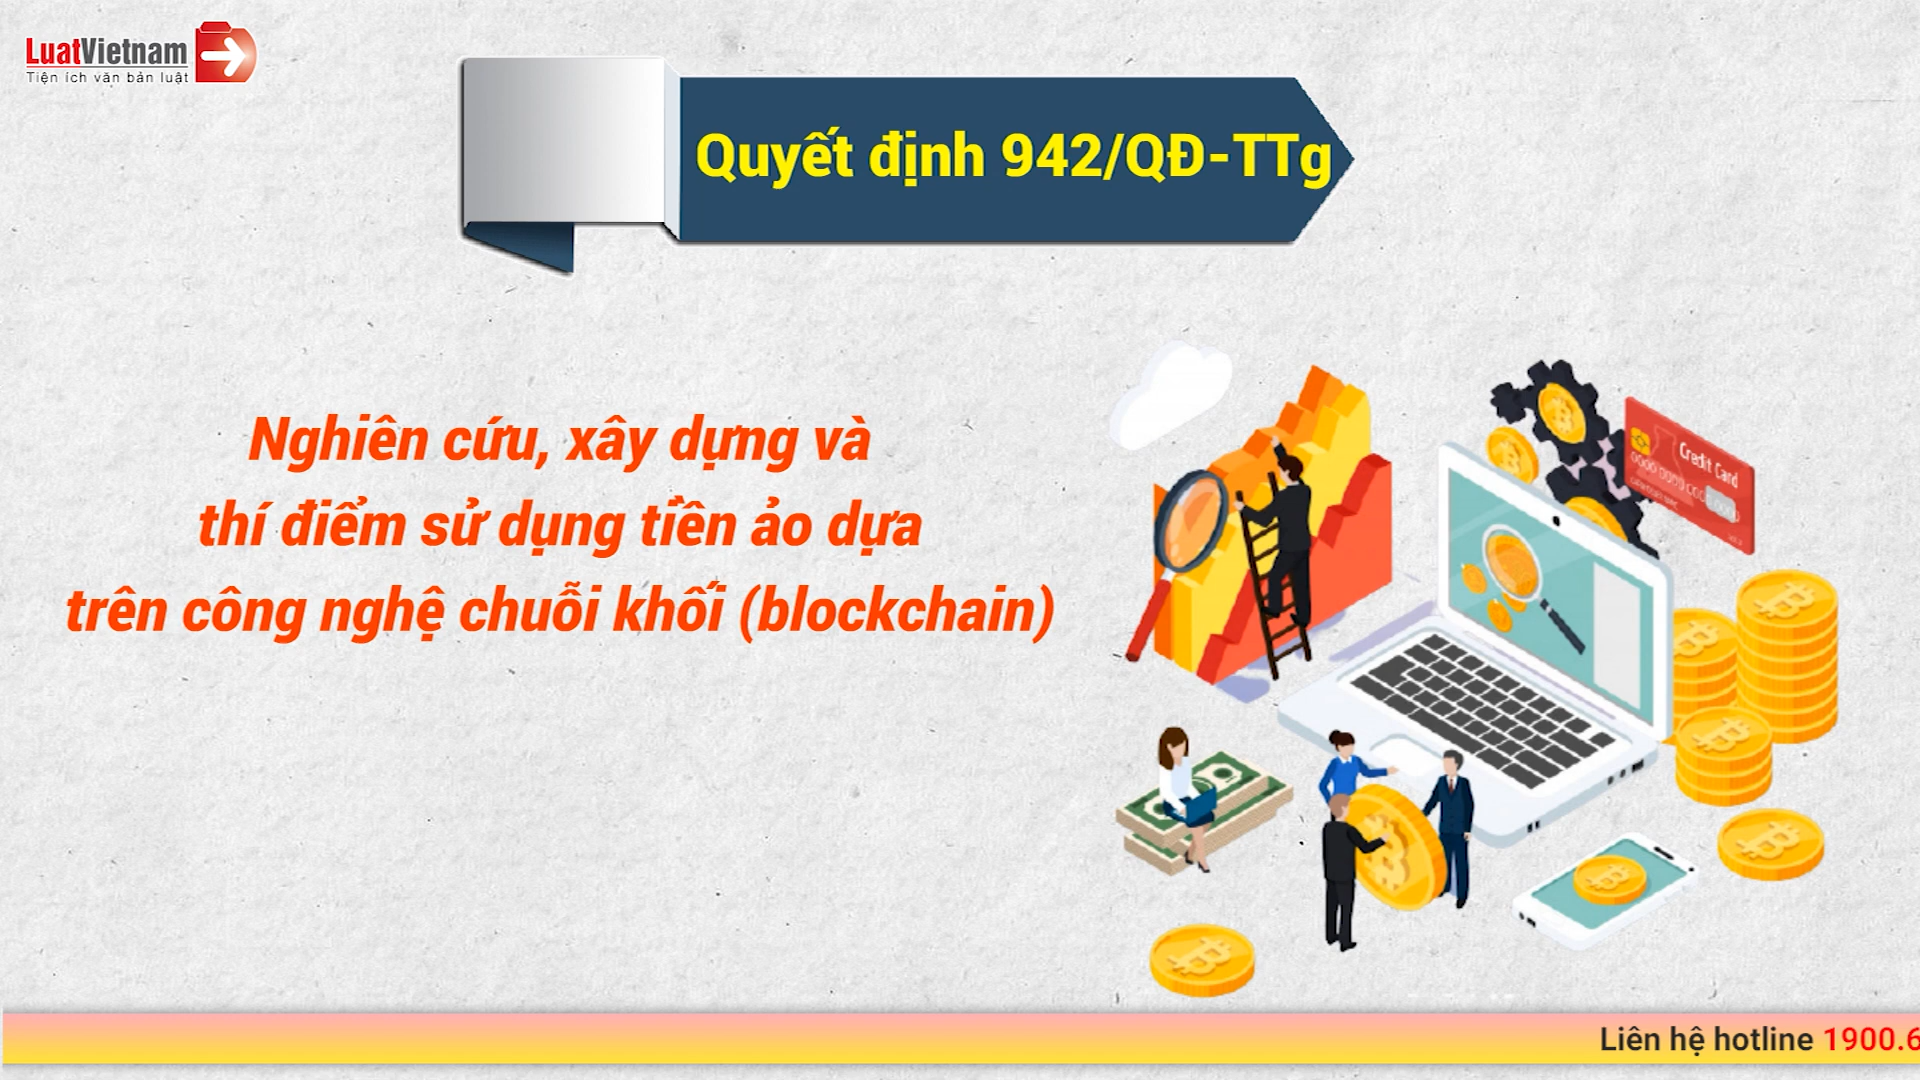 LuatVietnam
Tiện ích văn bản luật
Quyết định 942/QĐ-TTg
Nghiên cứu, xây dựng và
thí điểm sử dụng tiền ảo dựa
trên công nghệ chuỗi khối (blockchain)
Credit Card
Liên hệ hotline 1900.6